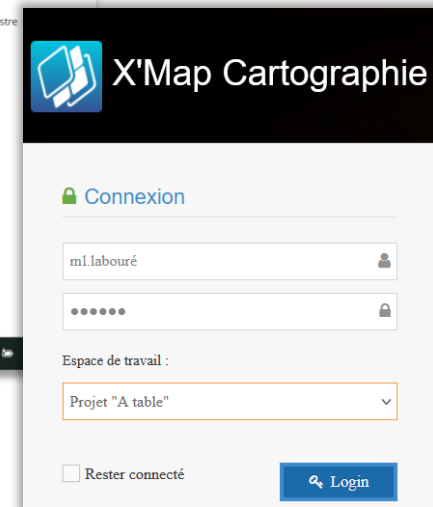 stre
X'Map Cartographie
Connexion
ml.labouré
●●●●●●
Espace de travail :
Projet "A table"
Rester connecté
Login